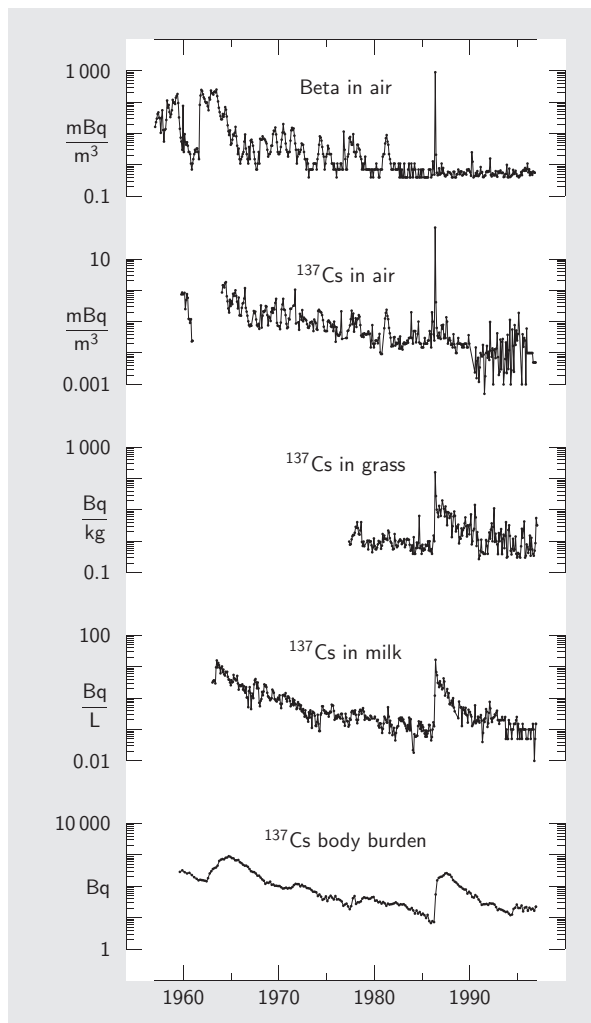 Beta in air
1 000
mBq
m³
0.1
¹³⁷Cs in air
10
mBq
m³
0.001
¹³⁷Cs in grass
1 000
Bq
kg
0.1
¹³⁷Cs in milk
100
Bq
L
0.01
¹³⁷Cs body burden
10 000
Bq
1
1960 1970 1980 1990